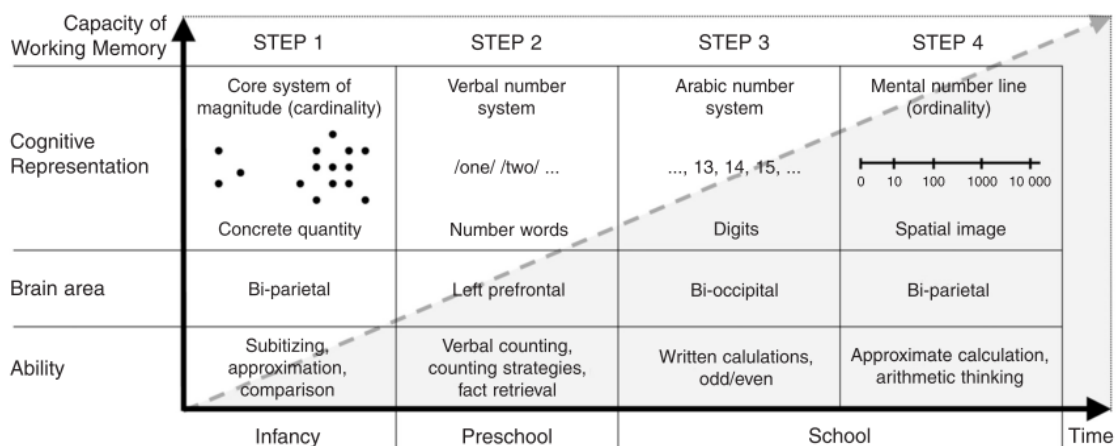 Capacity of
Working Memory
STEP 1
STEP 2
STEP 3
STEP 4
Cognitive
Representation
Core system of
magnitude (cardinality)
Concrete quantity
Verbal number
system
/one/ /two/ ...
Number words
Arabic number
system
..., 13, 14, 15, ...
Digits
Mental number line
(ordinality)
0 10 100 1000 10 000
Spatial image
Brain area
Bi-parietal
Left prefrontal
Bi-occipital
Bi-parietal
Ability
Subitizing,
approximation,
comparison
Verbal counting,
counting strategies,
fact retrieval
Written calulations,
odd/even
Approximate calculation,
arithmetic thinking
Infancy
Preschool
School
Time